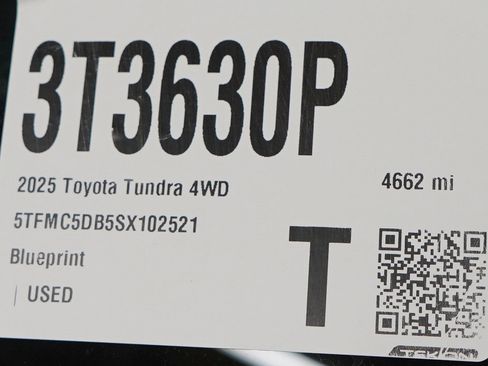 3T3630P
2025 Toyota Tundra 4WD 4662 mi
5TFMC5DB5SX102521
Blueprint
| USED
T